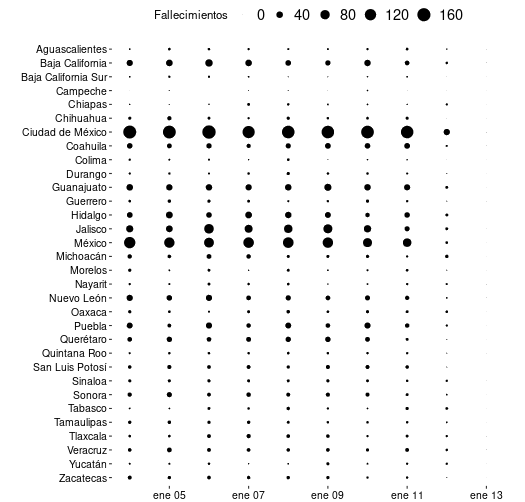 Fallecimientos 0 40 80 120 160
Aguascalientes
Baja California
Baja California Sur
Campeche
Chiapas
Chihuahua
Ciudad de México
Coahuila
Colima
Durango
Guanajuato
Guerrero
Hidalgo
Jalisco
México
Michoacán
Morelos
Nayarit
Nuevo León
Oaxaca
Puebla
Querétaro
Quintana Roo
San Luis Potosí
Sinaloa
Sonora
Tabasco
Tamaulipas
Tlaxcala
Veracruz
Yucatán
Zacatecas
ene 05 ene 07 ene 09 ene 11 ene 13